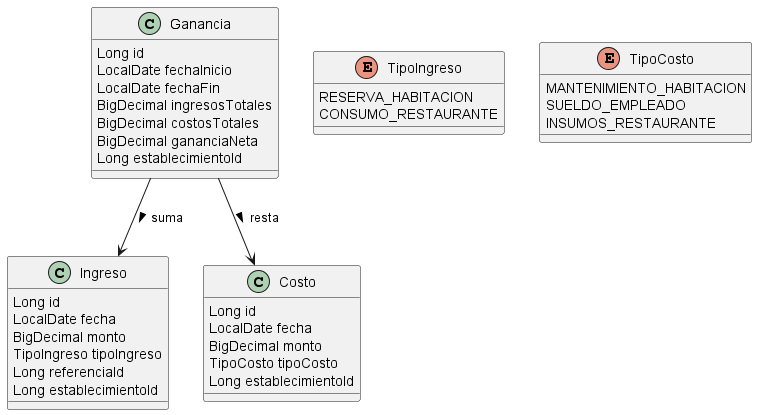 C Ganancia
Long id
LocalDate fechaInicio
LocalDate fechaFin
BigDecimal ingresosTotales
BigDecimal costosTotales
BigDecimal gananciaNeta
Long establecimientoId
E TipoIngreso
RESERVA_HABITACION
CONSUMO_RESTAURANTE
E TipoCosto
MANTENIMIENTO_HABITACION
SUELDO_EMPLEADO
INSUMOS_RESTAURANTE
suma
resta
C Ingreso
Long id
LocalDate fecha
BigDecimal monto
TipoIngreso tipoIngreso
Long referenciaId
Long establecimientoId
C Costo
Long id
LocalDate fecha
BigDecimal monto
TipoCosto tipoCosto
Long establecimientoId